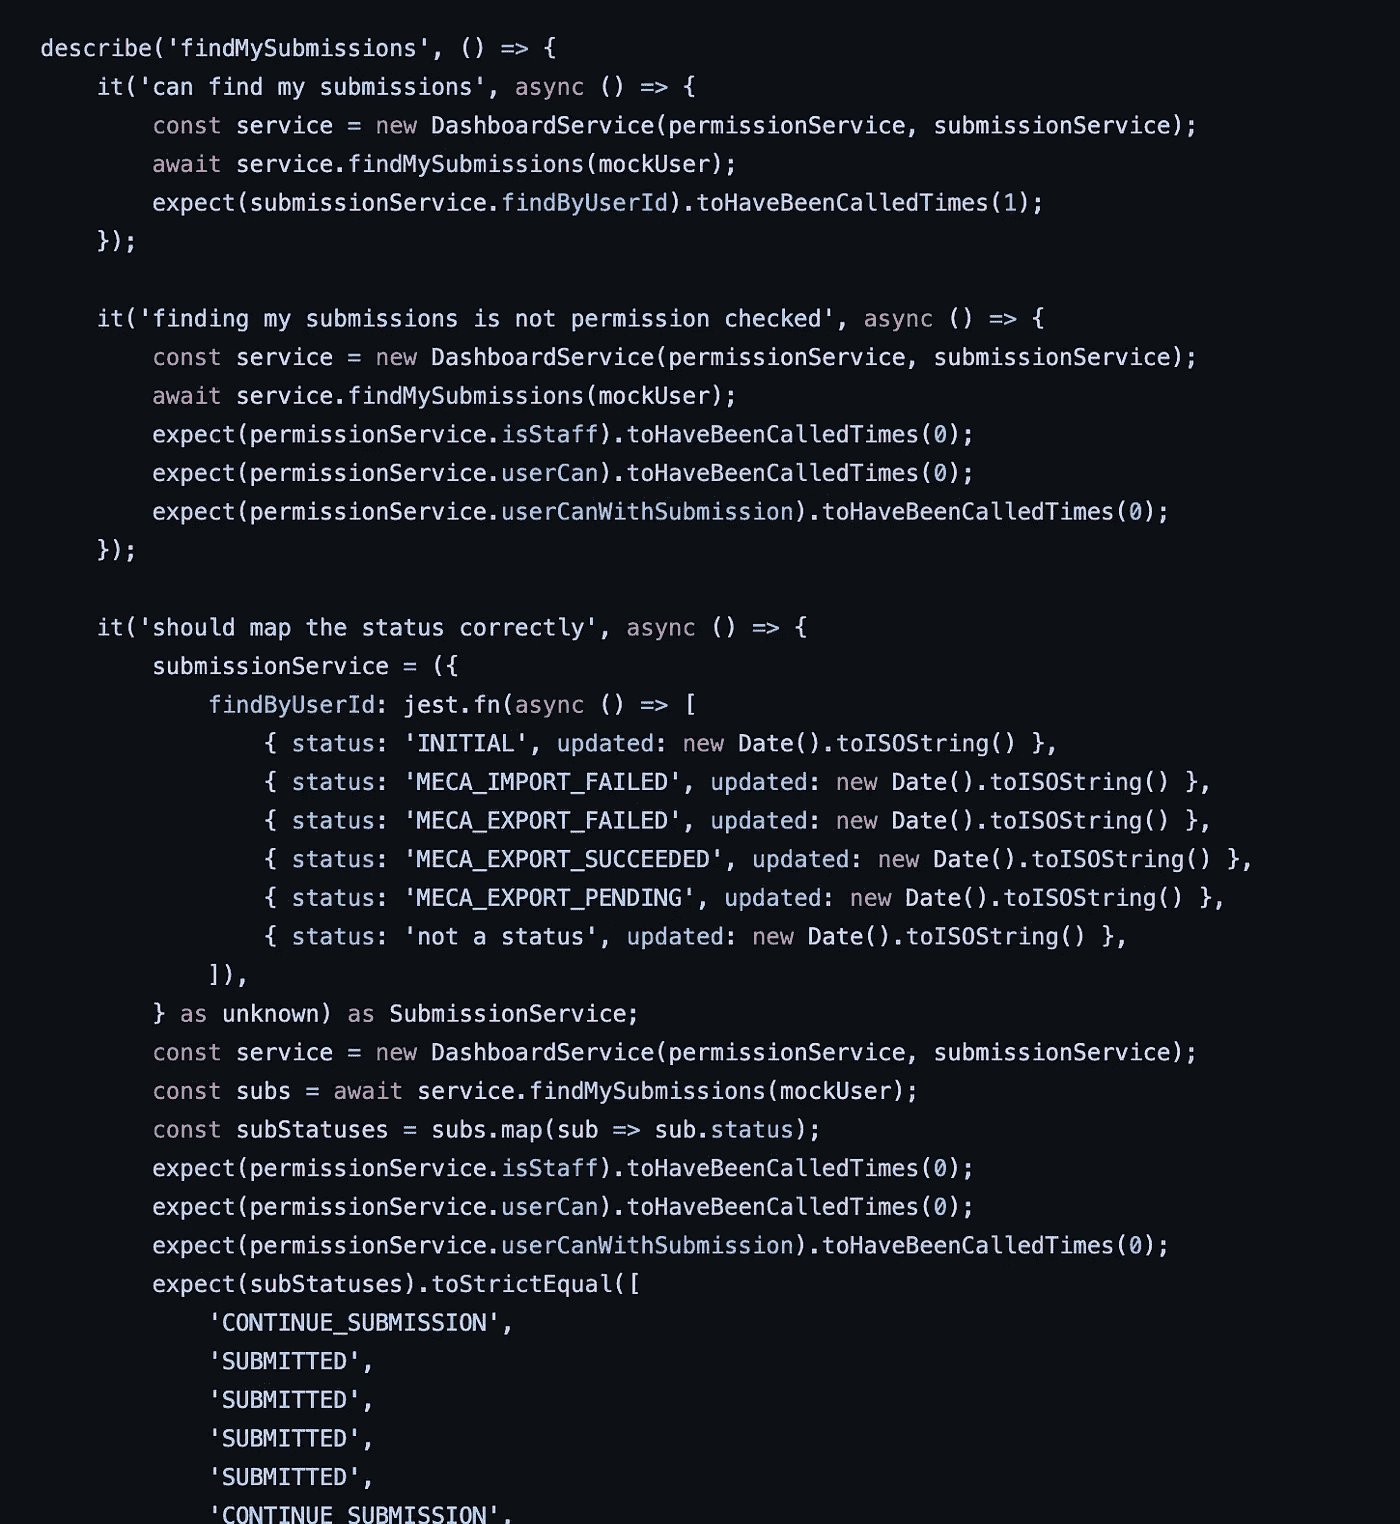 describe('findMySubmissions', () => {
    it('can find my submissions', async () => {
        const service = new DashboardService(permissionService, submissionService);
        await service.findMySubmissions(mockUser);
        expect(submissionService.findByUserId).toHaveBeenCalledTimes(1);
    });

    it('finding my submissions is not permission checked', async () => {
        const service = new DashboardService(permissionService, submissionService);
        await service.findMySubmissions(mockUser);
        expect(permissionService.isStaff).toHaveBeenCalledTimes(0);
        expect(permissionService.userCan).toHaveBeenCalledTimes(0);
        expect(permissionService.userCanWithSubmission).toHaveBeenCalledTimes(0);
    });

    it('should map the status correctly', async () => {
        submissionService = ({
            findByUserId: jest.fn(async () => [
                { status: 'INITIAL', updated: new Date().toISOString() },
                { status: 'MECA_IMPORT_FAILED', updated: new Date().toISOString() },
                { status: 'MECA_EXPORT_FAILED', updated: new Date().toISOString() },
                { status: 'MECA_EXPORT_SUCCEEDED', updated: new Date().toISOString() },
                { status: 'MECA_EXPORT_PENDING', updated: new Date().toISOString() },
                { status: 'not a status', updated: new Date().toISOString() },
            ]),
        } as unknown) as SubmissionService;
        const service = new DashboardService(permissionService, submissionService);
        const subs = await service.findMySubmissions(mockUser);
        const subStatuses = subs.map(sub => sub.status);
        expect(permissionService.isStaff).toHaveBeenCalledTimes(0);
        expect(permissionService.userCan).toHaveBeenCalledTimes(0);
        expect(permissionService.userCanWithSubmission).toHaveBeenCalledTimes(0);
        expect(subStatuses).toStrictEqual([
            'CONTINUE_SUBMISSION',
            'SUBMITTED',
            'SUBMITTED',
            'SUBMITTED',
            'SUBMITTED',
            'CONTINUE_SUBMISSION',